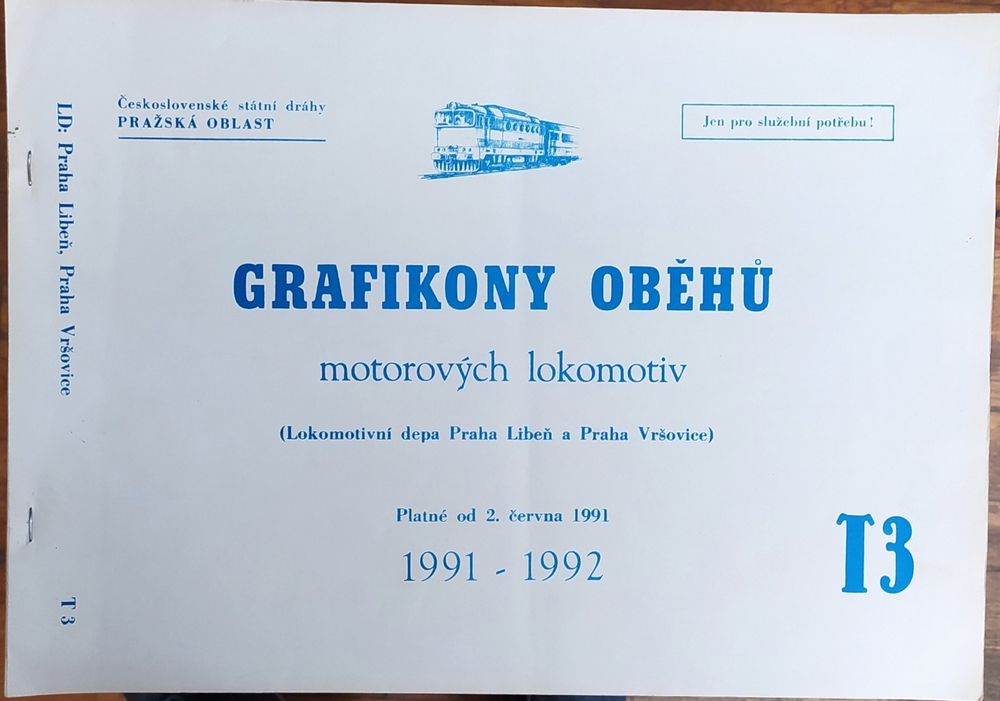 Československé státní dráhy
PRAŽSKÁ OBLAST
Jen pro služební potřebu!
LD: Praha Libeň, Praha Vršovice
GRAFIKONY OBĚHŮ
motorových lokomotiv
(Lokomotivní depa Praha Libeň a Praha Vršovice)
Platné od 2. června 1991
1991 - 1992
T3
T 3